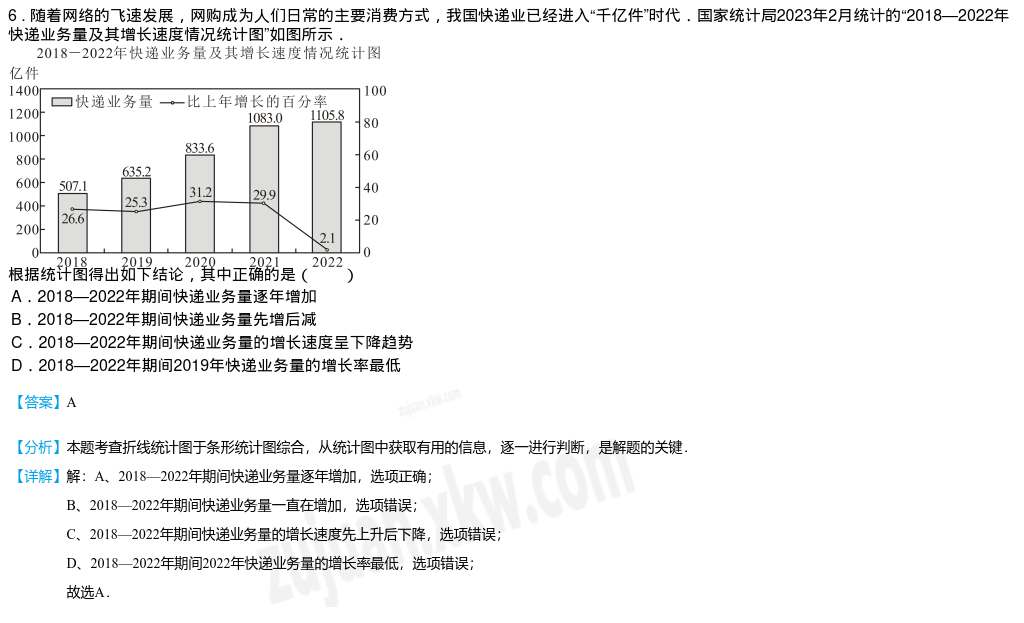 6．随着网络的飞速发展，网购成为人们日常的主要消费方式，我国快递业已经进入“千亿件”时代．国家统计局2023年2月统计的“2018—2022年
快递业务量及其增长速度情况统计图”如图所示．
2018－2022年快递业务量及其增长速度情况统计图
亿件
1400 快递业务量 比上年增长的百分率 100
1200 1083.0 1105.8 80
1000 833.6
800 635.2 60
600 507.1
400 26.6 25.3 31.2 29.9 40
200 2.1 20
0 2018 2019 2020 2021 2022 0
根据统计图得出如下结论，其中正确的是（　　）
A．2018—2022年期间快递业务量逐年增加
B．2018—2022年期间快递业务量先增后减
C．2018—2022年期间快递业务量的增长速度呈下降趋势
D．2018—2022年期间2019年快递业务量的增长率最低
【答案】A
zujuan.xkw.com
【分析】本题考查折线统计图于条形统计图综合，从统计图中获取有用的信息，逐一进行判断，是解题的关键．
【详解】解：A、2018—2022年期间快递业务量逐年增加，选项正确；
B、2018—2022年期间快递业务量一直在增加，选项错误；
C、2018—2022年期间快递业务量的增长速度先上升后下降，选项错误；
D、2018—2022年期间2022年快递业务量的增长率最低，选项错误；
故选A．
zujuan.xkw.com